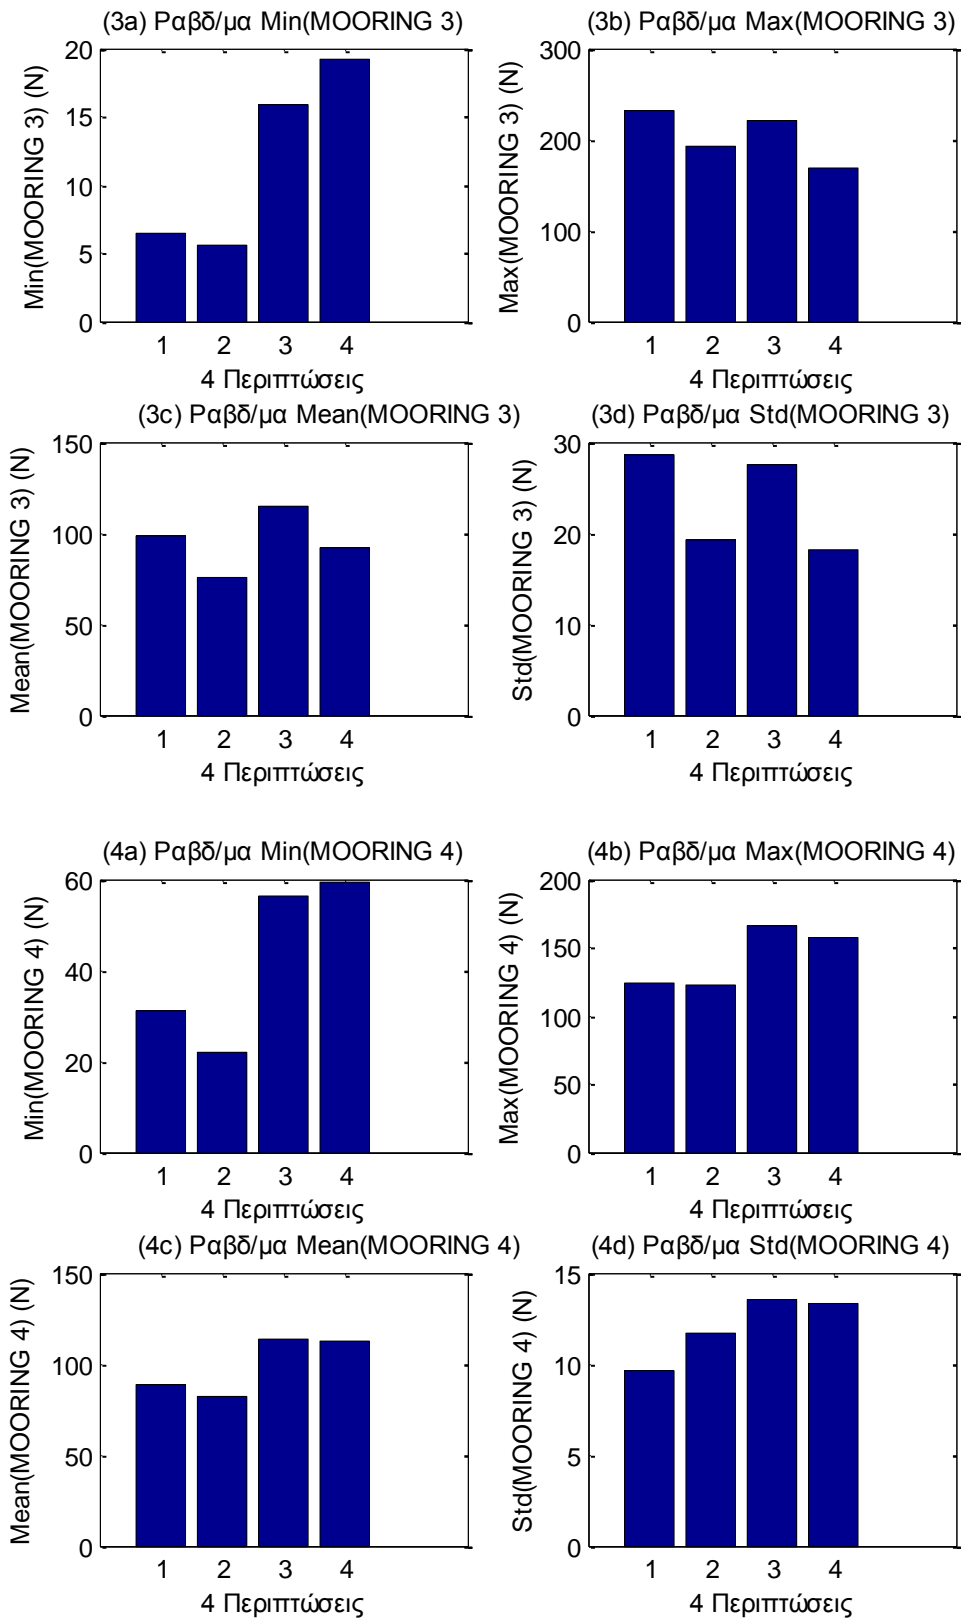 (3a) Ραβδ/μα Min(MOORING 3)
Min(MOORING 3) (N)
20
15
10
5
0
1 2 3 4
4 Περιπτώσεις
(3b) Ραβδ/μα Max(MOORING 3)
Max(MOORING 3) (N)
300
200
100
0
1 2 3 4
4 Περιπτώσεις
(3c) Ραβδ/μα Mean(MOORING 3)
Mean(MOORING 3) (N)
150
100
50
0
1 2 3 4
4 Περιπτώσεις
(3d) Ραβδ/μα Std(MOORING 3)
Std(MOORING 3) (N)
30
20
10
0
1 2 3 4
4 Περιπτώσεις
(4a) Ραβδ/μα Min(MOORING 4)
Min(MOORING 4) (N)
60
40
20
0
1 2 3 4
4 Περιπτώσεις
(4b) Ραβδ/μα Max(MOORING 4)
Max(MOORING 4) (N)
200
150
100
50
0
1 2 3 4
4 Περιπτώσεις
(4c) Ραβδ/μα Mean(MOORING 4)
Mean(MOORING 4) (N)
150
100
50
0
1 2 3 4
4 Περιπτώσεις
(4d) Ραβδ/μα Std(MOORING 4)
Std(MOORING 4) (N)
15
10
5
0
1 2 3 4
4 Περιπτώσεις